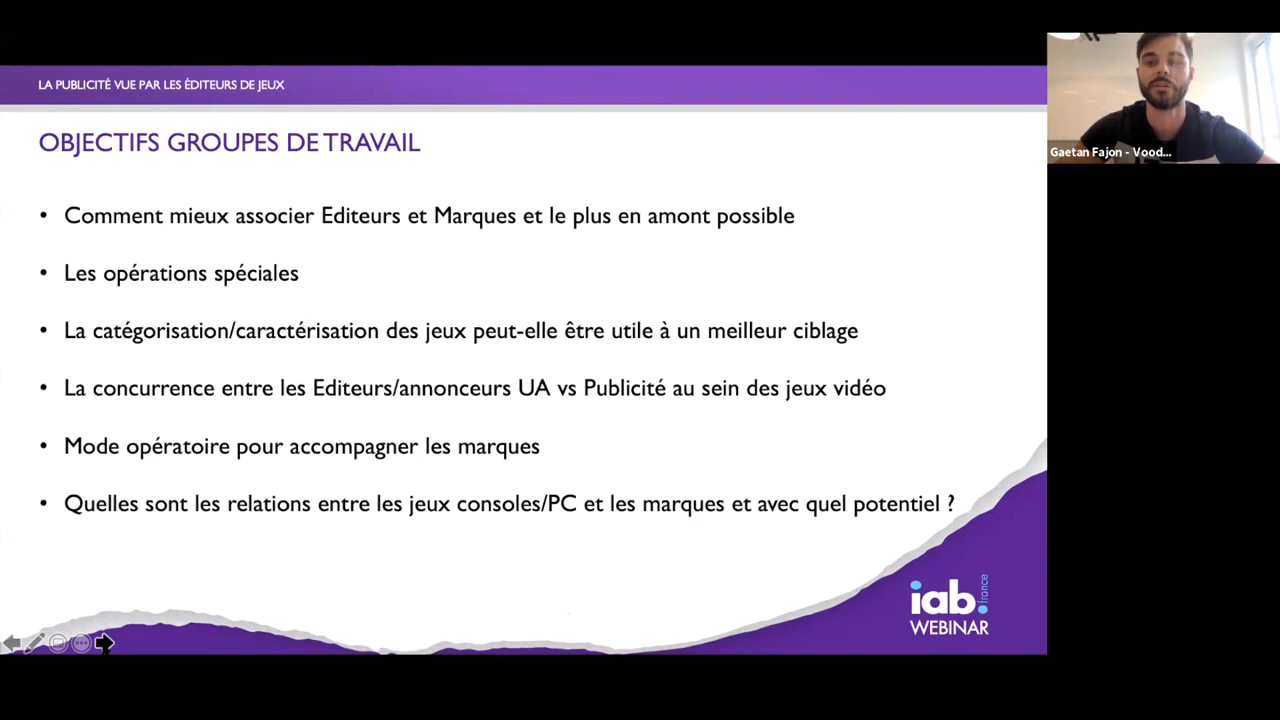 LA PUBLICITÉ VUE PAR LES ÉDITEURS DE JEUX
OBJECTIFS GROUPES DE TRAVAIL
• Comment mieux associer Editeurs et Marques et le plus en amont possible
• Les opérations spéciales
• La catégorisation/caractérisation des jeux peut-elle être utile à un meilleur ciblage
• La concurrence entre les Editeurs/annonceurs UA vs Publicité au sein des jeux vidéo
• Mode opératoire pour accompagner les marques
• Quelles sont les relations entre les jeux consoles/PC et les marques et avec quel potentiel ?
iab. france
WEBINAR
Gaetan Fajon - Vood...